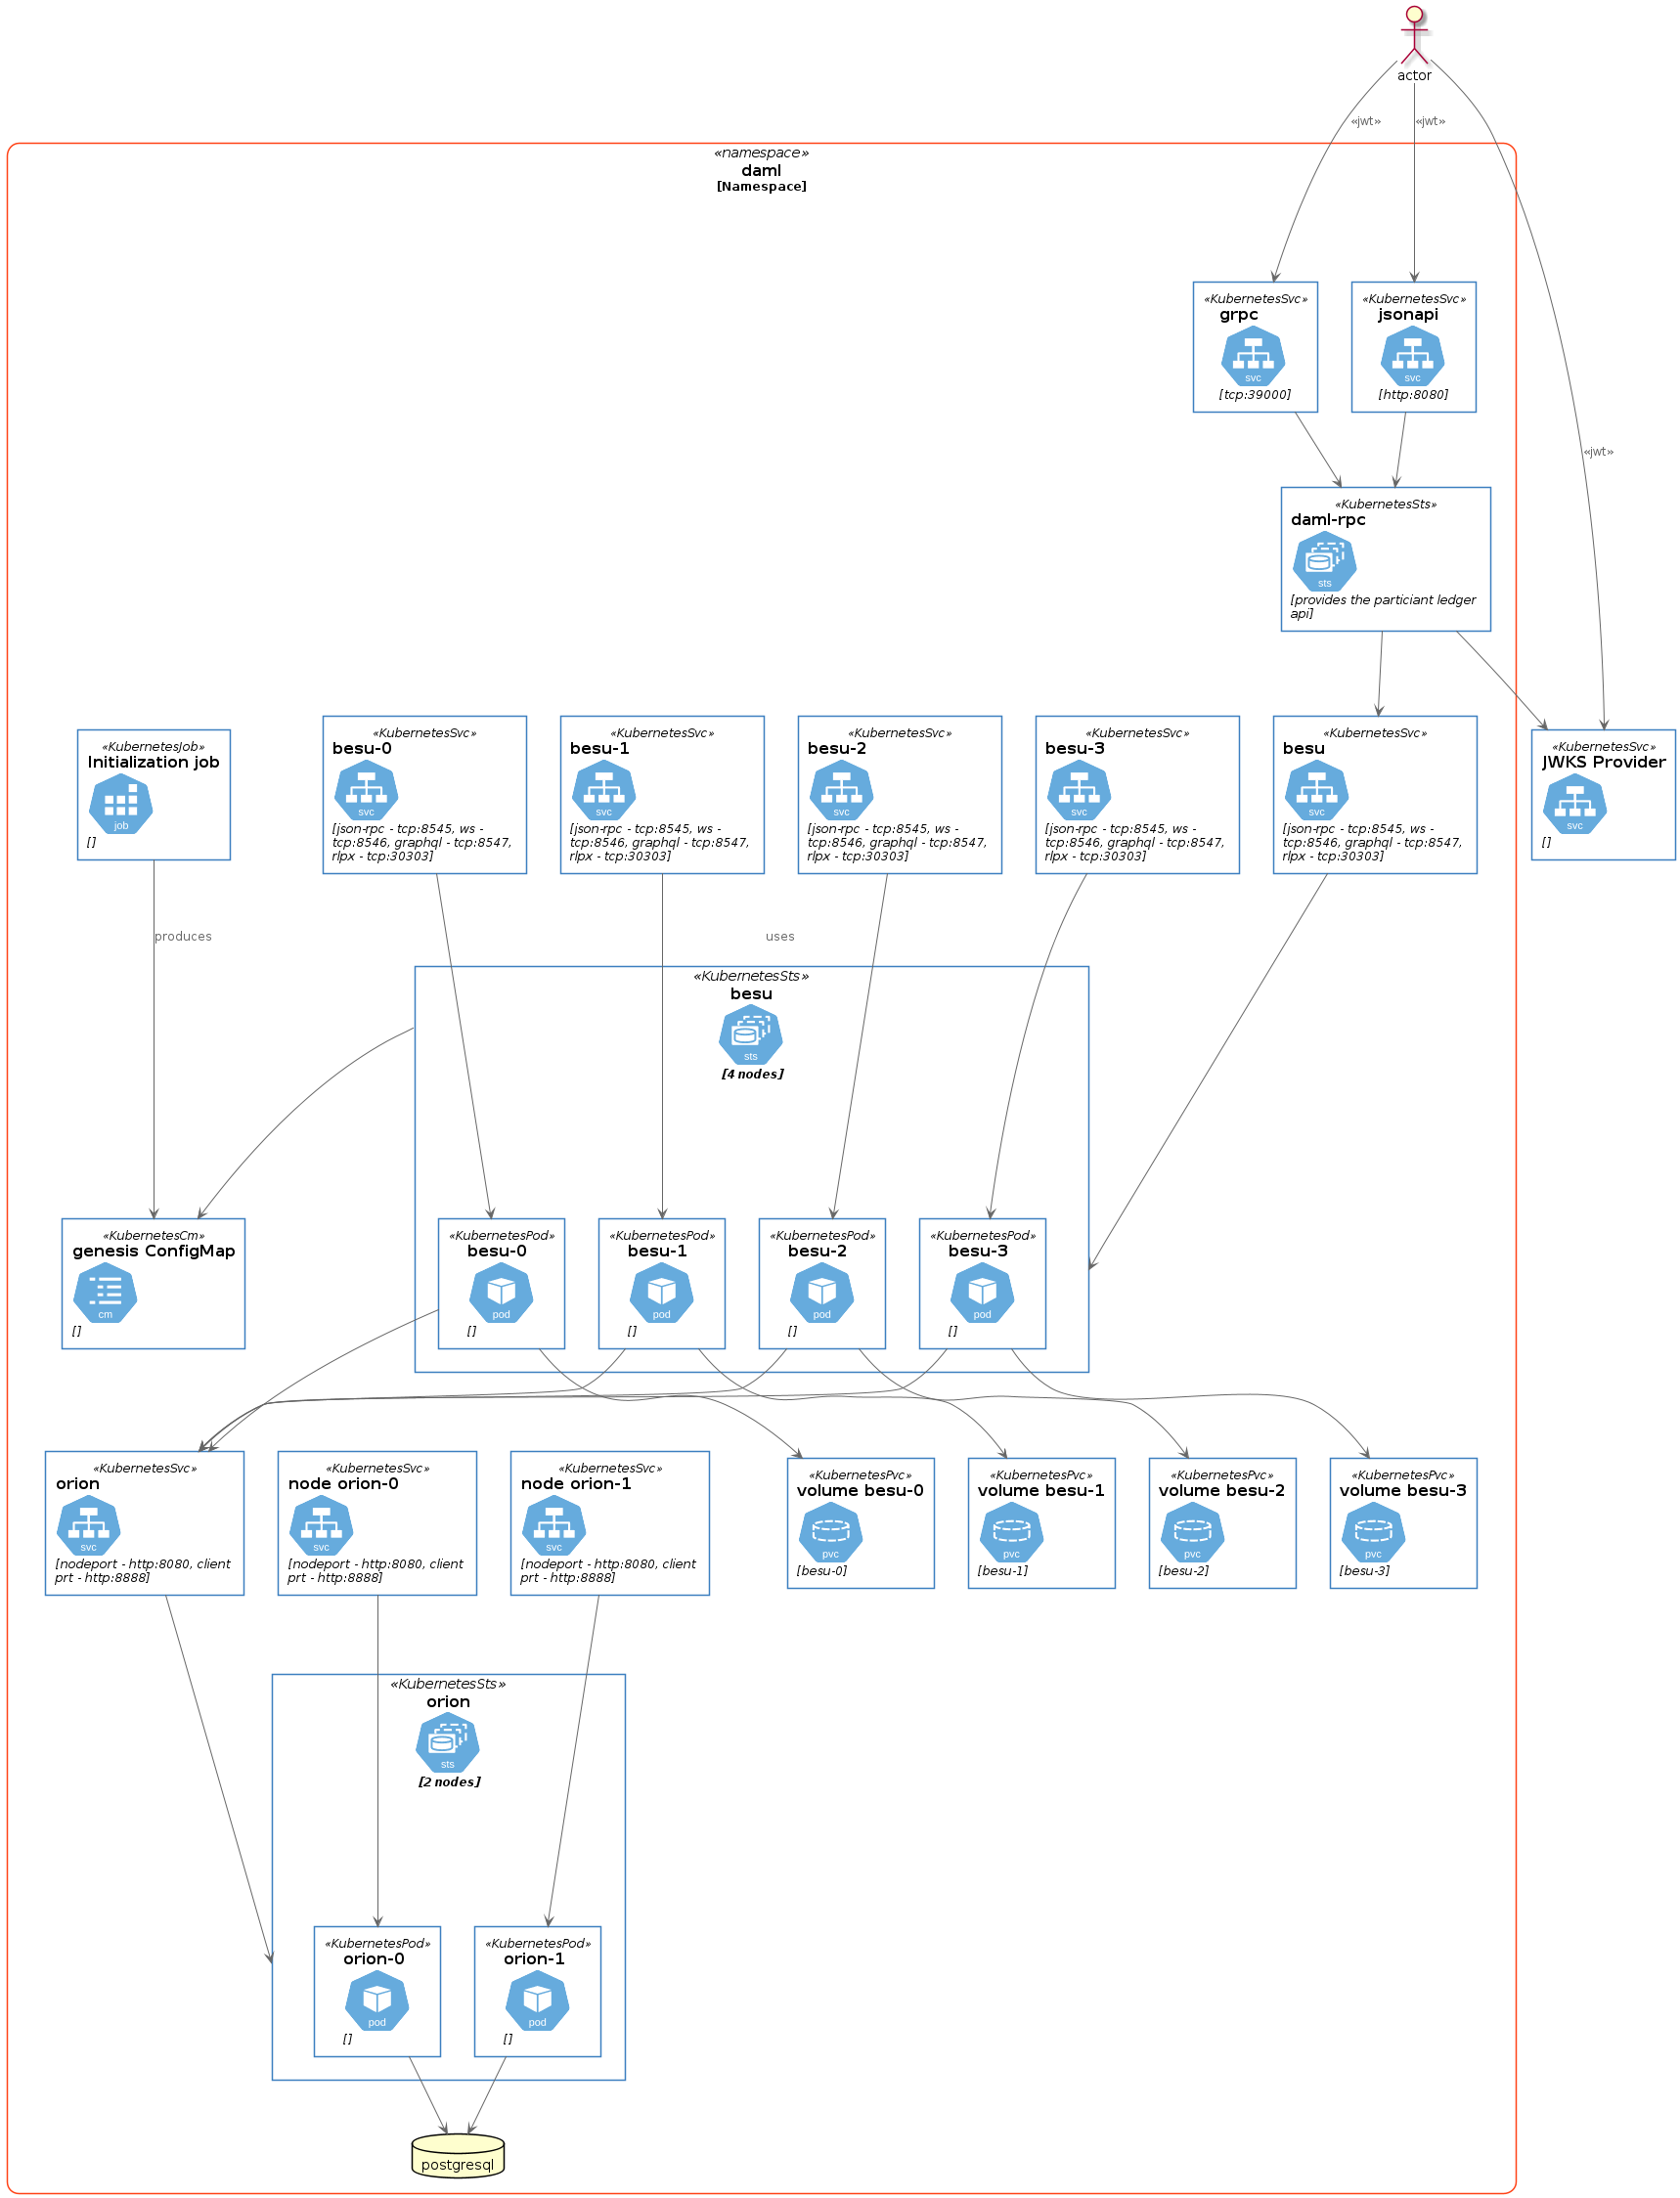 actor
«jwt»
«jwt»
«namespace»
daml
[Namespace]
«KubernetesSvc»
grpc
svc
[tcp:39000]
«KubernetesSvc»
jsonapi
svc
[http:8080]
«jwt»
«KubernetesSts»
daml-rpc
sts
[provides the particiant ledger
api]
«KubernetesJob»
Initialization job
job
[]
«KubernetesSvc»
besu-0
svc
[json-rpc - tcp:8545, ws -
tcp:8546, graphql - tcp:8547,
rlpx - tcp:30303]
«KubernetesSvc»
besu-1
svc
[json-rpc - tcp:8545, ws -
tcp:8546, graphql - tcp:8547,
rlpx - tcp:30303]
«KubernetesSvc»
besu-2
svc
[json-rpc - tcp:8545, ws -
tcp:8546, graphql - tcp:8547,
rlpx - tcp:30303]
«KubernetesSvc»
besu-3
svc
[json-rpc - tcp:8545, ws -
tcp:8546, graphql - tcp:8547,
rlpx - tcp:30303]
«KubernetesSvc»
besu
svc
[json-rpc - tcp:8545, ws -
tcp:8546, graphql - tcp:8547,
rlpx - tcp:30303]
«KubernetesSvc»
JWKS Provider
svc
[]
produces
uses
«KubernetesSts»
besu
sts
[4 nodes]
«KubernetesCm»
genesis ConfigMap
cm
[]
«KubernetesPod»
besu-0
pod
[]
«KubernetesPod»
besu-1
pod
[]
«KubernetesPod»
besu-2
pod
[]
«KubernetesPod»
besu-3
pod
[]
«KubernetesSvc»
orion
svc
[nodeport - http:8080, client
prt - http:8888]
«KubernetesSvc»
node orion-0
svc
[nodeport - http:8080, client
prt - http:8888]
«KubernetesSvc»
node orion-1
svc
[nodeport - http:8080, client
prt - http:8888]
«KubernetesPvc»
volume besu-0
pvc
[besu-0]
«KubernetesPvc»
volume besu-1
pvc
[besu-1]
«KubernetesPvc»
volume besu-2
pvc
[besu-2]
«KubernetesPvc»
volume besu-3
pvc
[besu-3]
«KubernetesSts»
orion
sts
[2 nodes]
«KubernetesPod»
orion-0
pod
[]
«KubernetesPod»
orion-1
pod
[]
postgresql